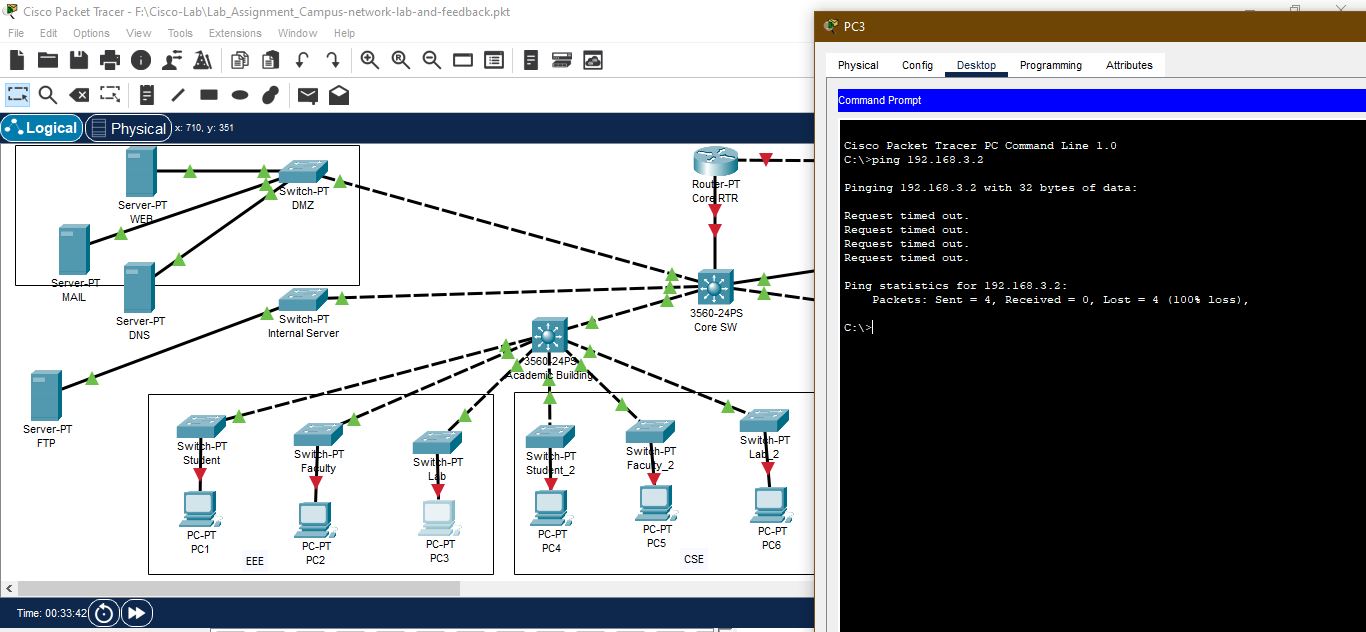 Cisco Packet Tracer - F:\Cisco-Lab\Lab_Assignment_Campus-network-lab-and-feedback.pkt
File Edit Options View Tools Extensions Window Help
Logical
Physical
x: 710, y: 351
Server-PT
WEB
Switch-PT
DMZ
Server-PT
MAIL
Server-PT
DNS
Switch-PT
Internal Server
Server-PT
FTP
Router-PT
Core RTR
3560-24PS
Core SW
3560-24PS
Academic Building
Switch-PT
Student
Switch-PT
Faculty
Switch-PT
Lab
Switch-PT
Student_2
Switch-PT
Faculty_2
Switch-PT
Lab_2
PC-PT
PC1
PC-PT
PC2
PC-PT
PC3
EEE
PC-PT
PC4
PC-PT
PC5
PC-PT
PC6
CSE
Time: 00:33:42
PC3
Physical Config Desktop Programming Attributes
Command Prompt
Cisco Packet Tracer PC Command Line 1.0
C:\>ping 192.168.3.2
Pinging 192.168.3.2 with 32 bytes of data:
Request timed out.
Request timed out.
Request timed out.
Request timed out.
Ping statistics for 192.168.3.2:
Packets: Sent = 4, Received = 0, Lost = 4 (100% loss),
C:\>